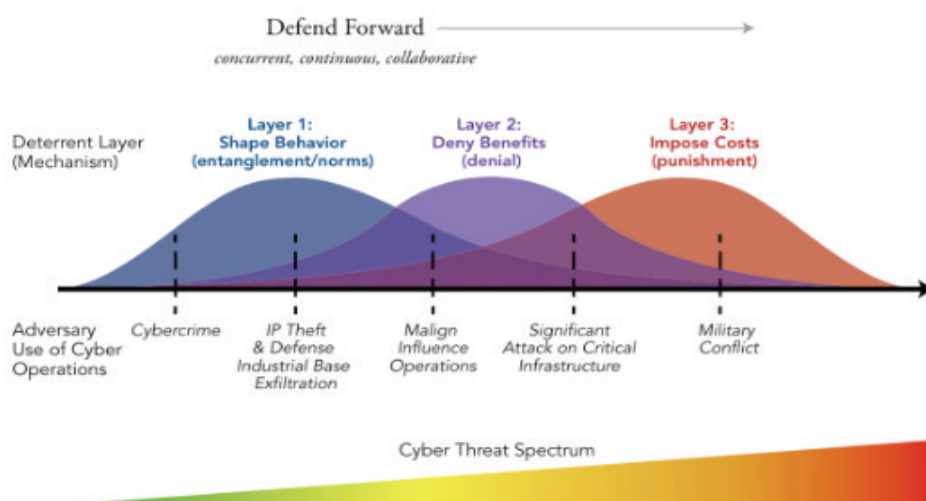 Defend Forward
concurrent, continuous, collaborative
Deterrent Layer
(Mechanism)
Layer 1:
Shape Behavior
(entanglement/norms)
Layer 2:
Deny Benefits
(denial)
Layer 3:
Impose Costs
(punishment)
Adversary
Use of Cyber
Operations
Cybercrime
IP Theft
& Defense
Industrial Base
Exfiltration
Malign
Influence
Operations
Significant
Attack on Critical
Infrastructure
Military
Conflict
Cyber Threat Spectrum